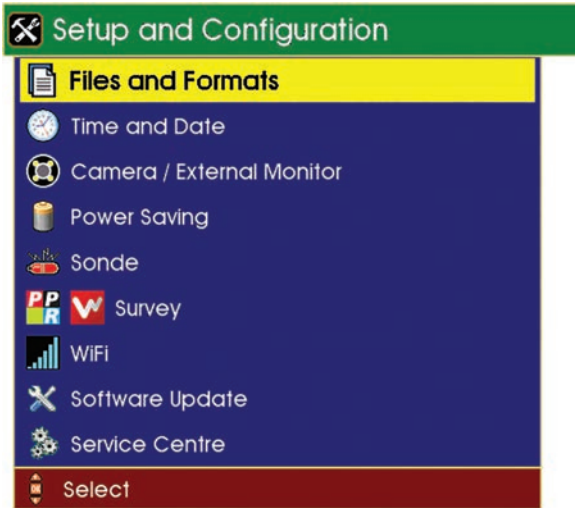 Setup and Configuration
Files and Formats
Time and Date
Camera / External Monitor
Power Saving
Sonde
PPR Survey
WiFi
Software Update
Service Centre
Select